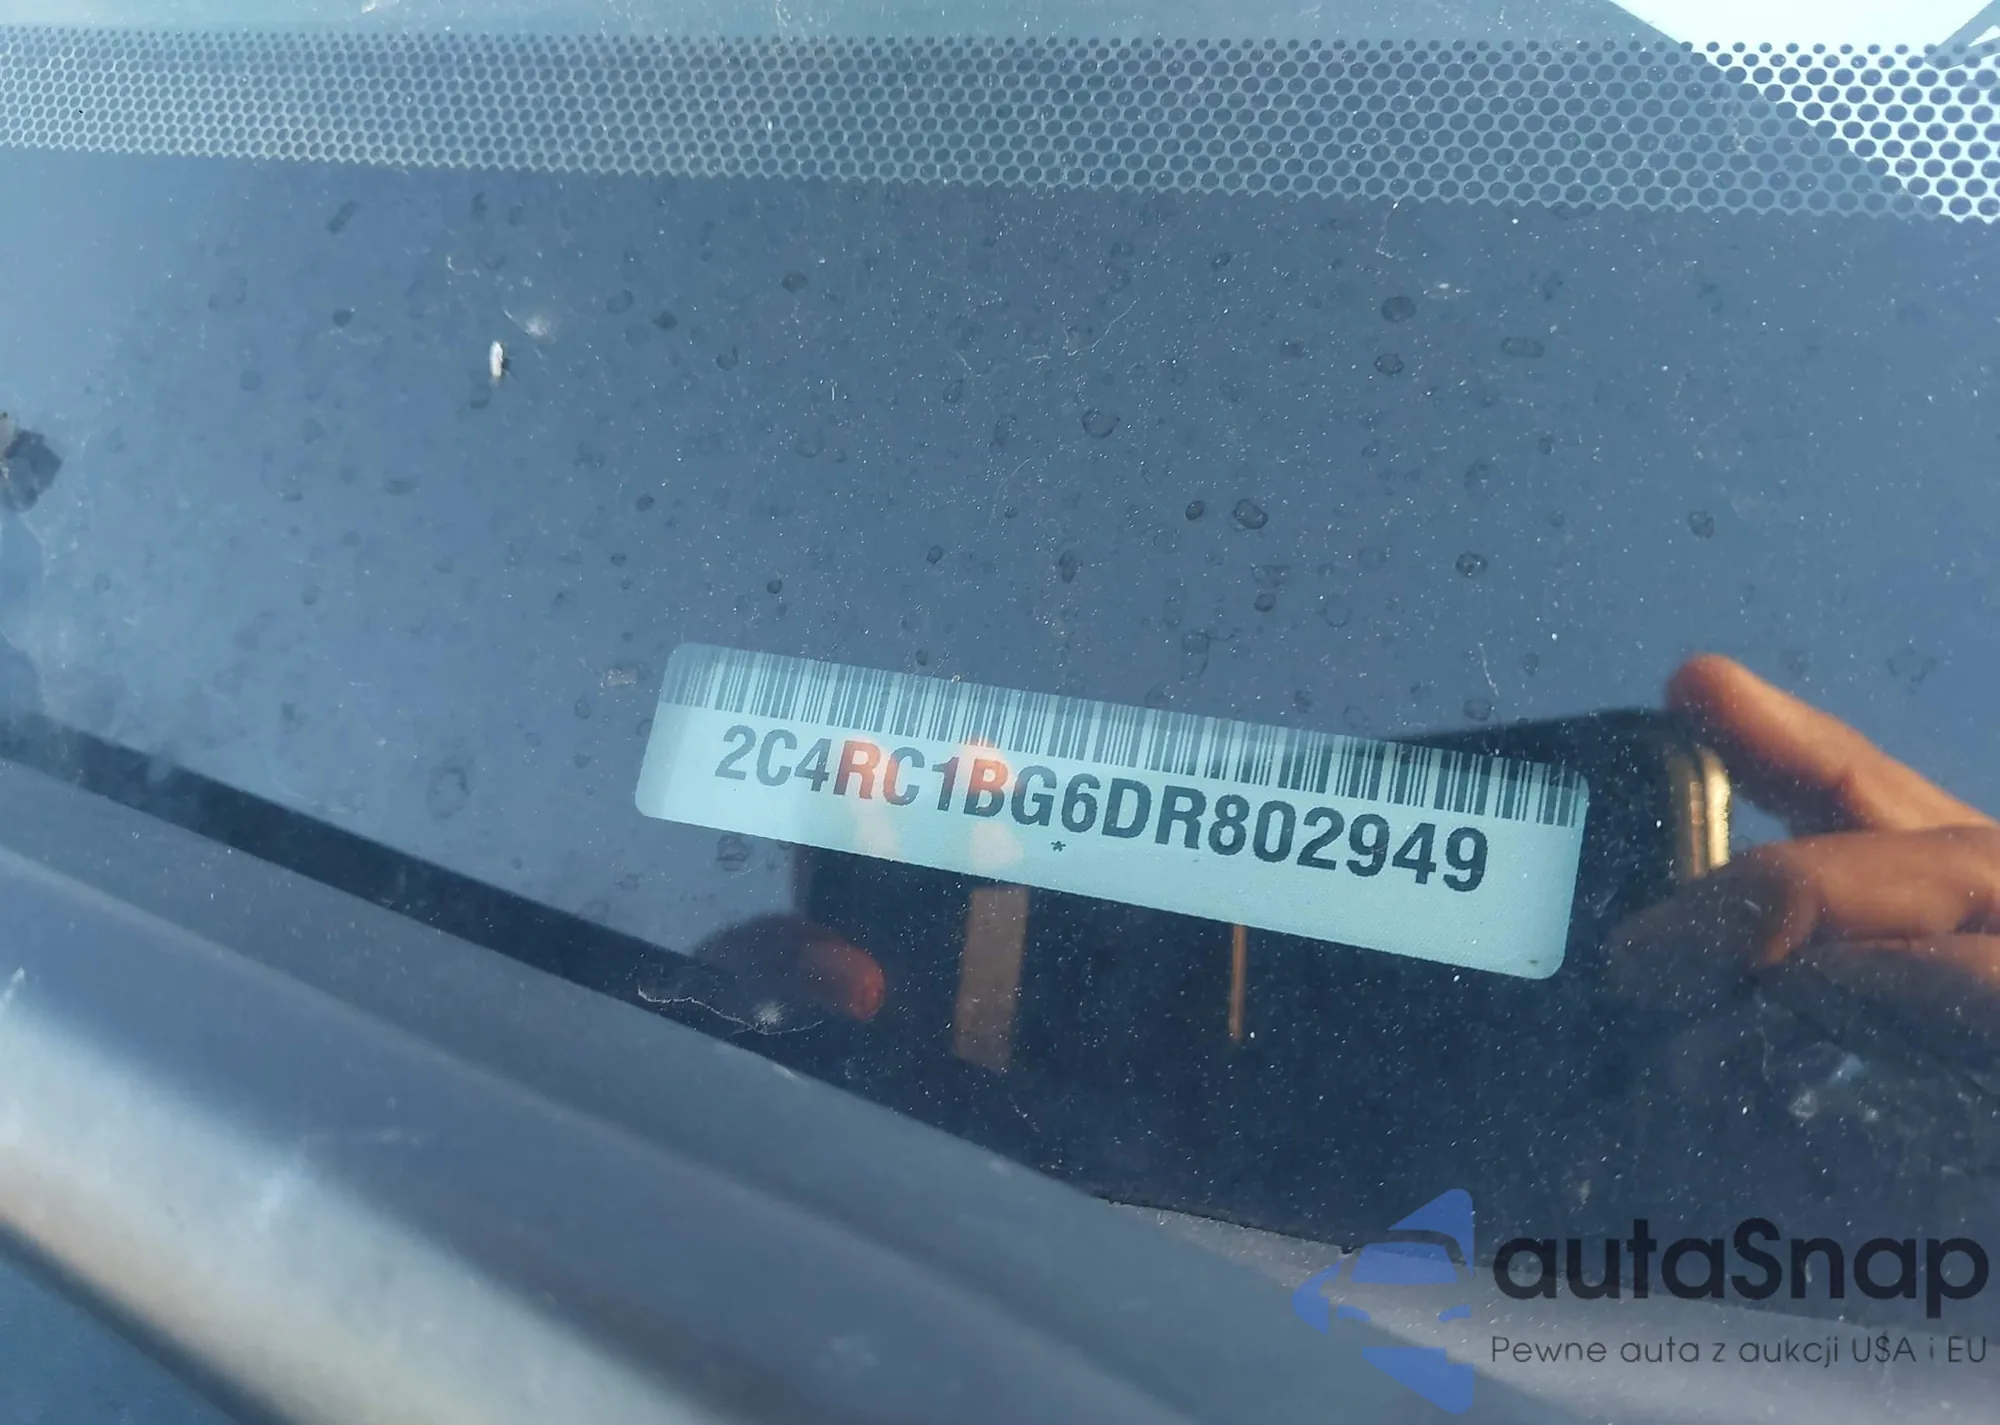 2C4RC1BG6DR802949
*
autaSnap
Pewne auta z aukcji USA i EU